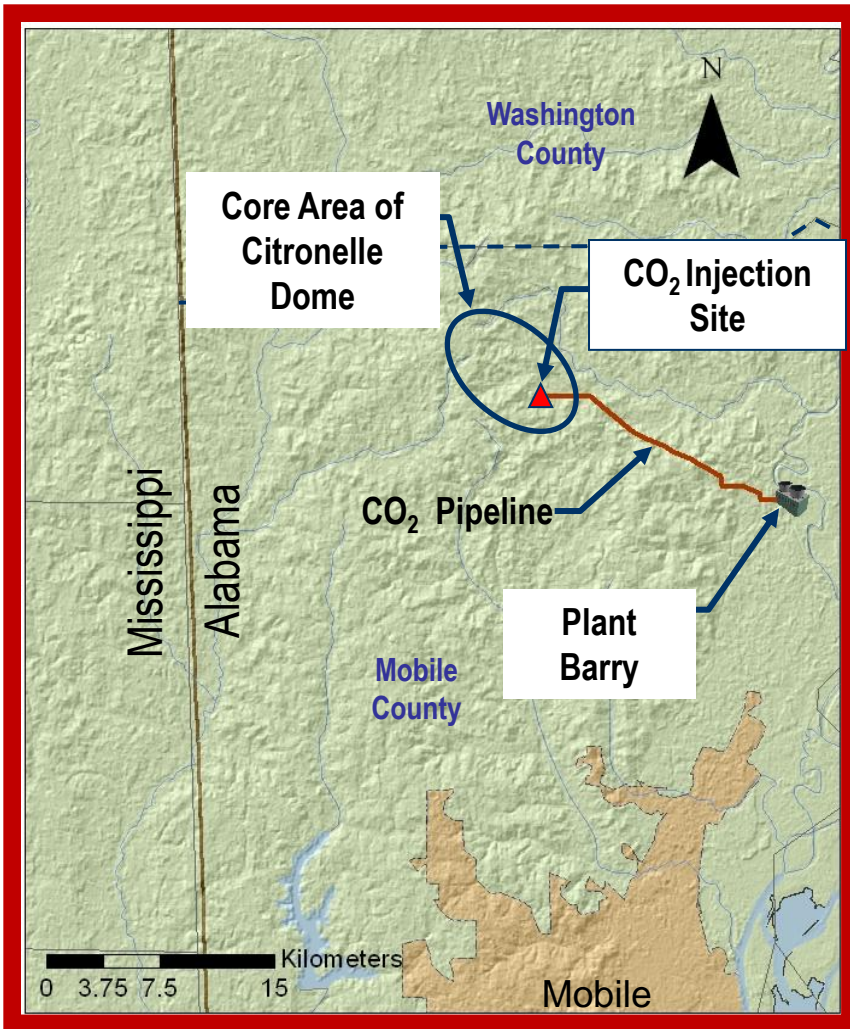 N
Washington
County
Core Area of
Citronelle
Dome
CO₂ Injection
Site
CO₂ Pipeline
Mississippi
Alabama
Plant
Barry
Mobile
County
Kilometers
0 3.75 7.5 15
Mobile